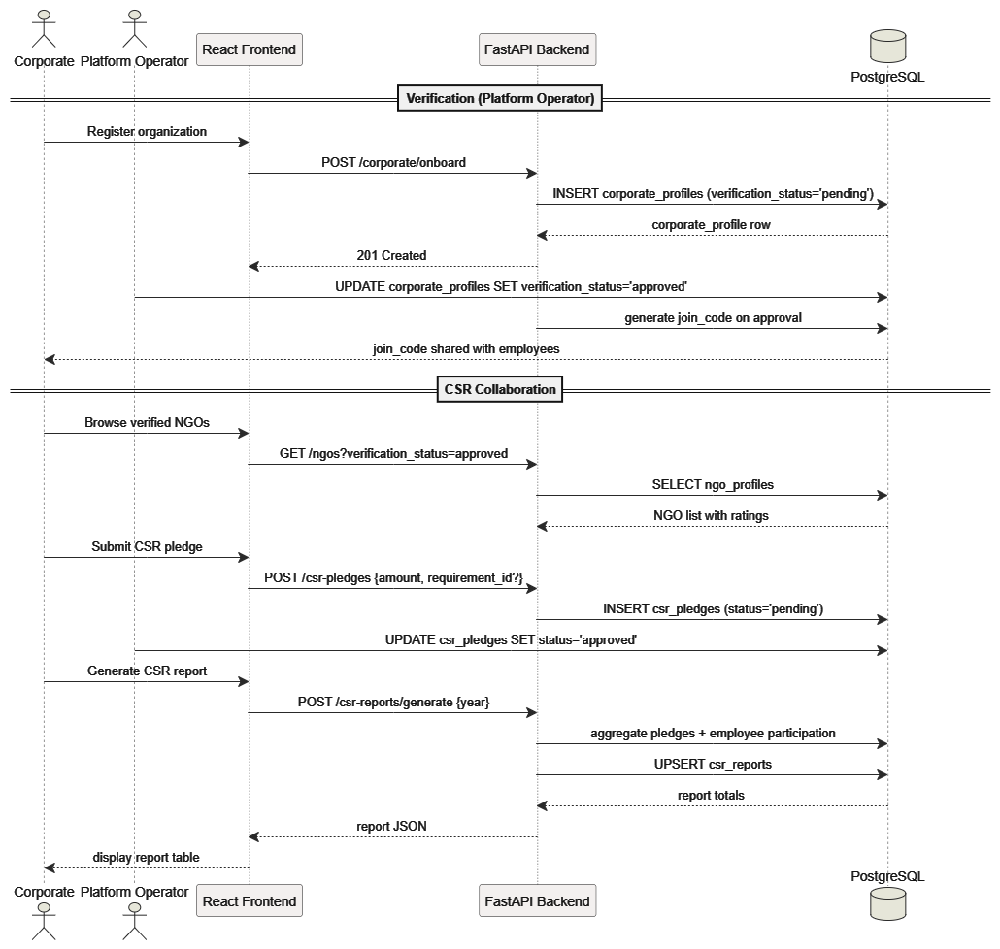 Corporate
Platform Operator
React Frontend
FastAPI Backend
PostgreSQL
Verification (Platform Operator)
Register organization
POST /corporate/onboard
INSERT corporate_profiles (verification_status='pending')
corporate_profile row
201 Created
UPDATE corporate_profiles SET verification_status='approved'
generate join_code on approval
join_code shared with employees
CSR Collaboration
Browse verified NGOs
GET /ngos?verification_status=approved
SELECT ngo_profiles
NGO list with ratings
Submit CSR pledge
POST /csr-pledges {amount, requirement_id?}
INSERT csr_pledges (status='pending')
UPDATE csr_pledges SET status='approved'
Generate CSR report
POST /csr-reports/generate {year}
aggregate pledges + employee participation
UPSERT csr_reports
report totals
report JSON
display report table
Corporate
Platform Operator
React Frontend
FastAPI Backend
PostgreSQL